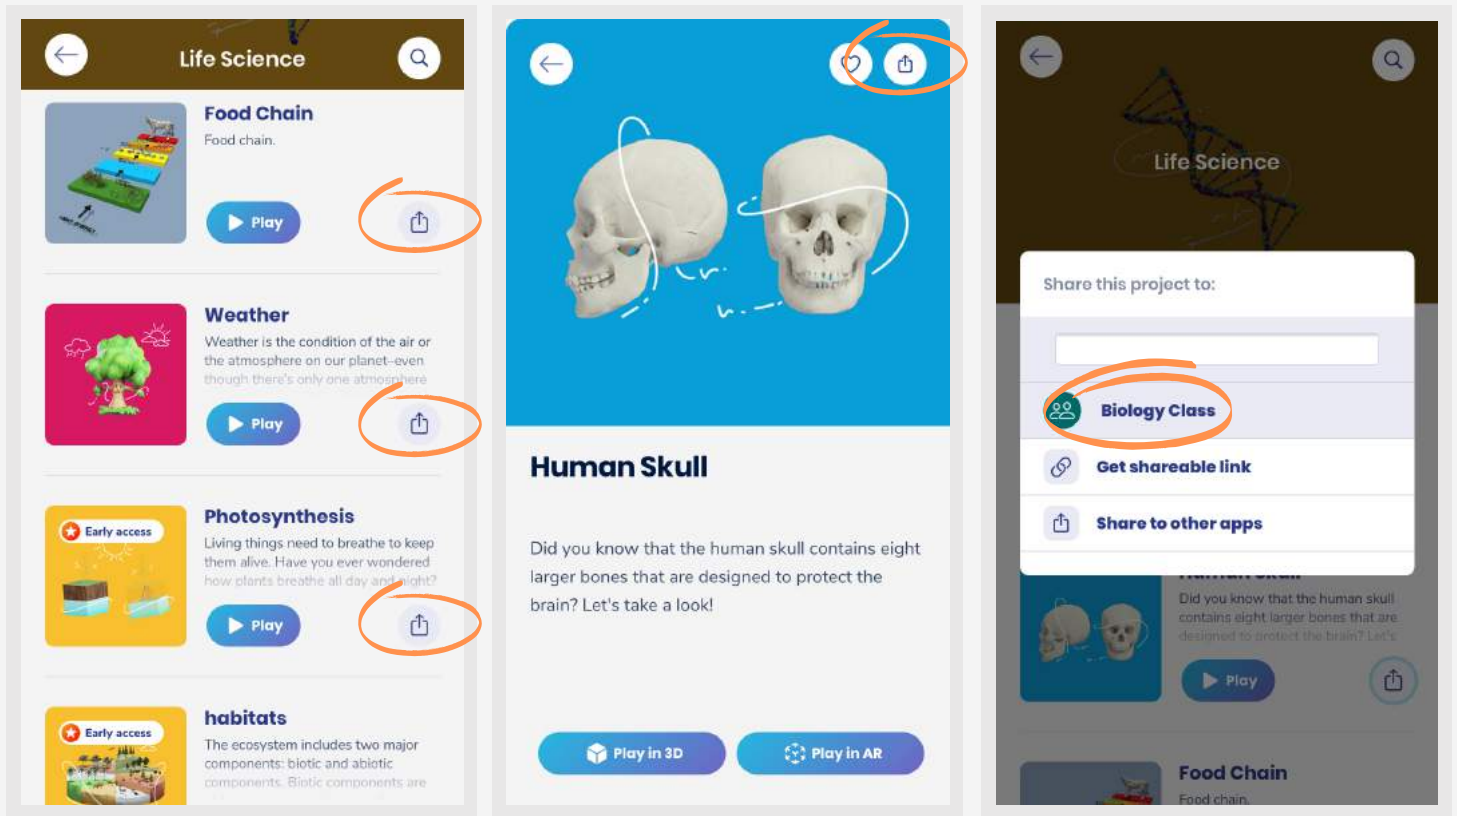 Life Science
Food Chain
Food chain.
Play
Weather
Weather is the condition of the air or
the atmosphere on our planet–even
though there's only one atmosphere
Play
Early access
Photosynthesis
Living things need to breathe to keep
them alive. Have you ever wondered
how plants breathe all day and night?
Play
Early access
habitats
The ecosystem includes two major
components: biotic and abiotic
components. Biotic components are
Human Skull
Did you know that the human skull contains eight
larger bones that are designed to protect the
brain? Let's take a look!
Play in 3D
Play in AR
Life Science
Share this project to:
Biology Class
Get shareable link
Share to other apps
Human Skull
Did you know that the human skull
contains eight larger bones that are
designed to protect the brain? Let's
Play
Food Chain
Food chain.